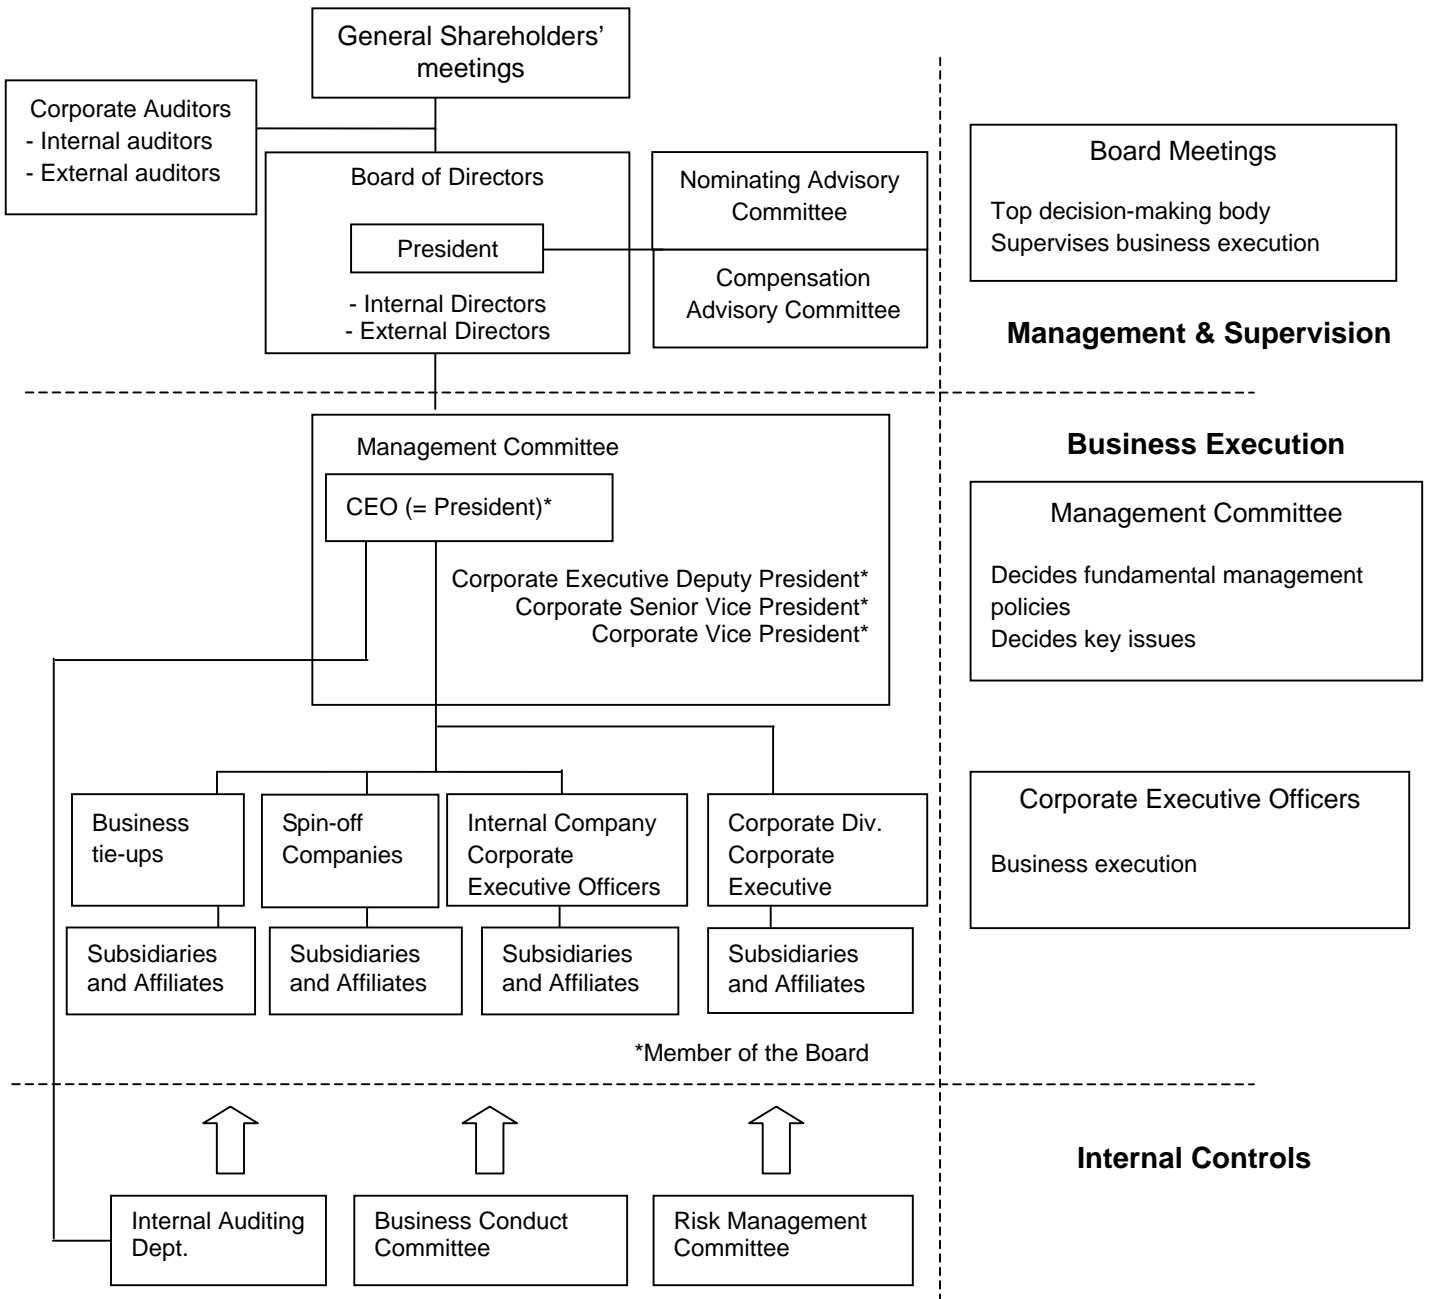 General Shareholders’
meetings
Corporate Auditors
- Internal auditors
- External auditors
Board of Directors
President
- Internal Directors
- External Directors
Nominating Advisory
Committee
Compensation
Advisory Committee
Board Meetings
Top decision-making body
Supervises business execution
Management & Supervision
Business Execution
Management Committee
CEO (= President)*
Corporate Executive Deputy President*
Corporate Senior Vice President*
Corporate Vice President*
Management Committee
Decides fundamental management
policies
Decides key issues
Business
tie-ups
Spin-off
Companies
Internal Company
Corporate
Executive Officers
Corporate Div.
Corporate
Executive
Corporate Executive Officers
Business execution
Subsidiaries
and Affiliates
Subsidiaries
and Affiliates
Subsidiaries
and Affiliates
Subsidiaries
and Affiliates
*Member of the Board
Internal Controls
Internal Auditing
Dept.
Business Conduct
Committee
Risk Management
Committee